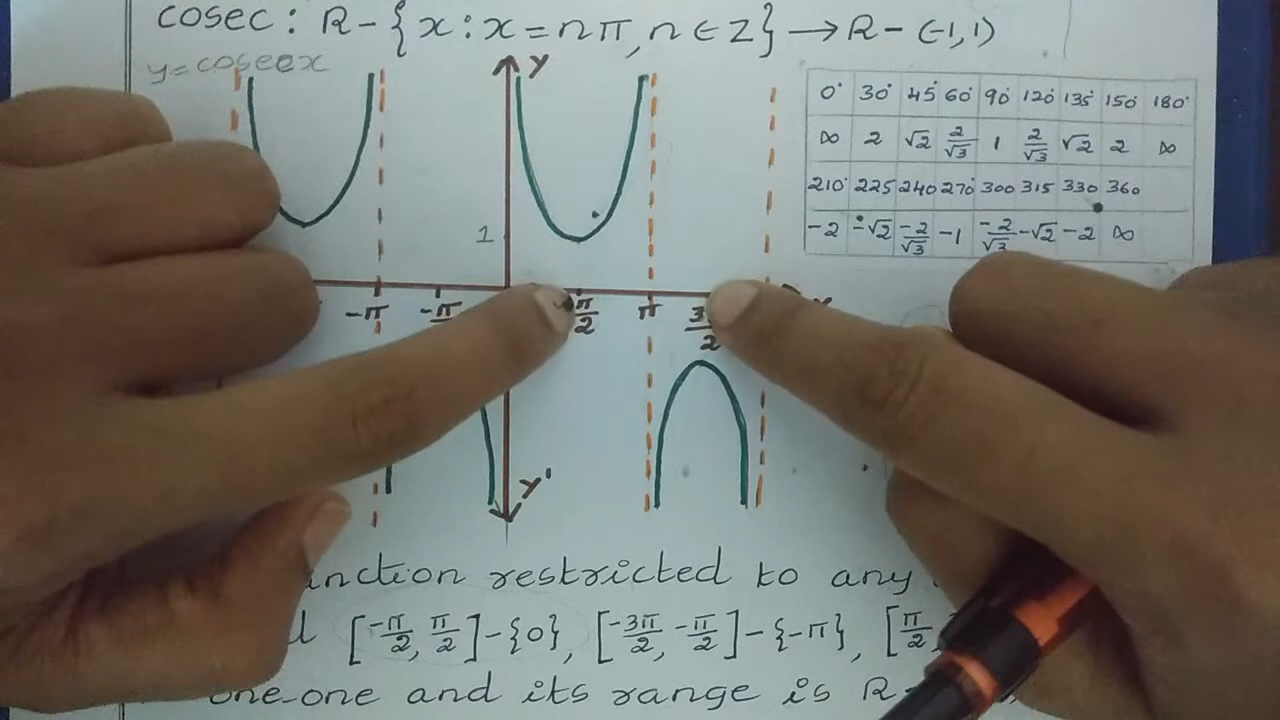 cosec : R - { x : x = nπ, n ∈ Z } → R - (-1, 1)
y = cosecx
Y
0° 30° 45° 60° 90° 120° 135° 150° 180°
∞ 2 √2 2/√3 1 2/√3 √2 2 ∞
210° 225 240 270 300 315 330 360
-2 -√2 -2/√3 -1 -2/√3 -√2 -2 ∞
1
-π π/2 π
Y'
restricted to any
[-π/2, π/2] - {0}, [-3π/2, -π/2] - {-π}, [π/2,
one-one and its range is R